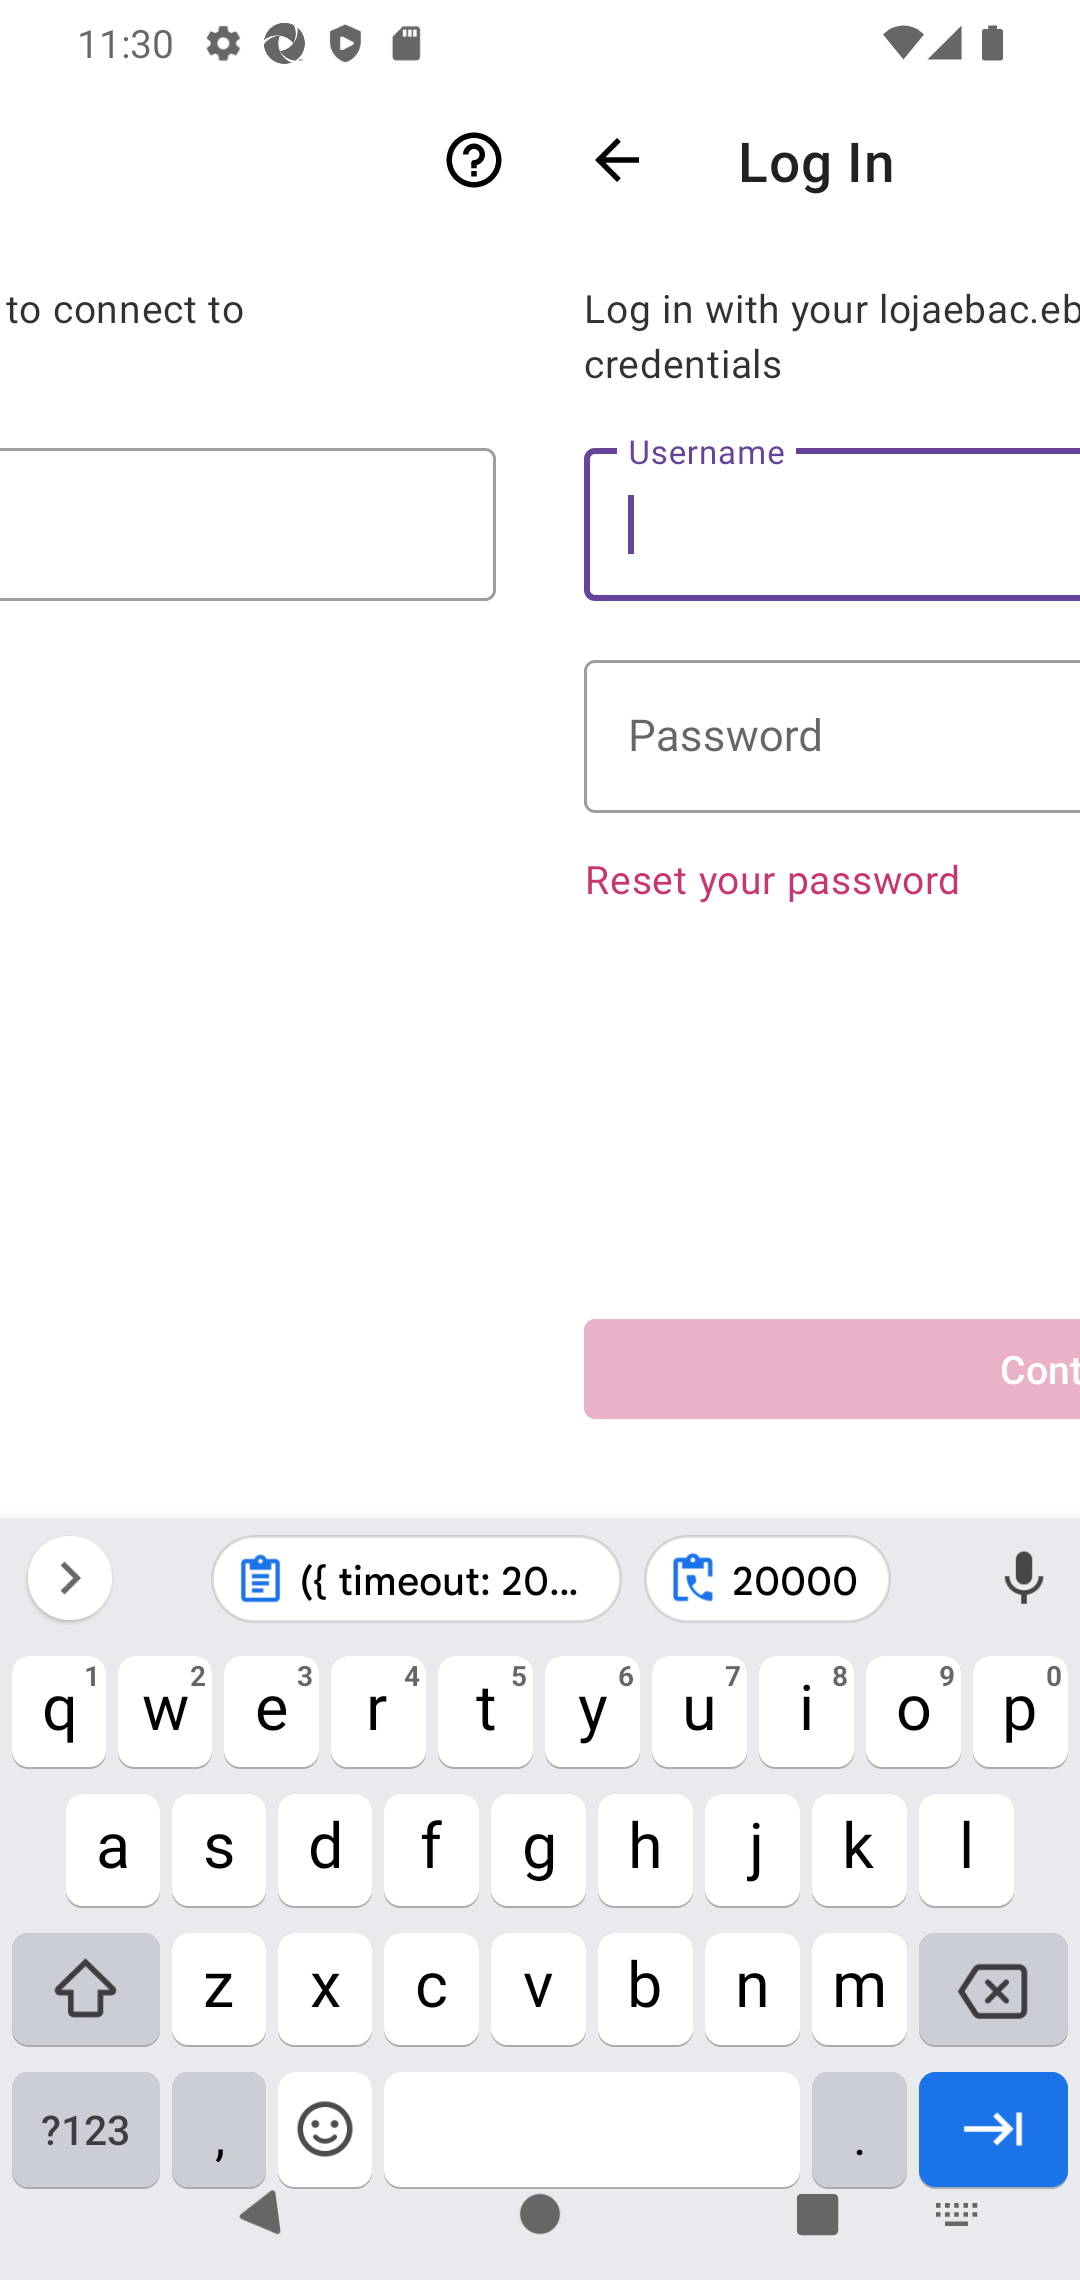 11:30
Log In
to connect to
Log in with your lojaebac.eb
credentials
Username
Password
Reset your password
Cont
({ timeout: 20... 20000
q 1 w 2 e 3 r 4 t 5 y 6 u 7 i 8 o 9 p 0
a s d f g h j k l
z x c v b n m
?123 , .